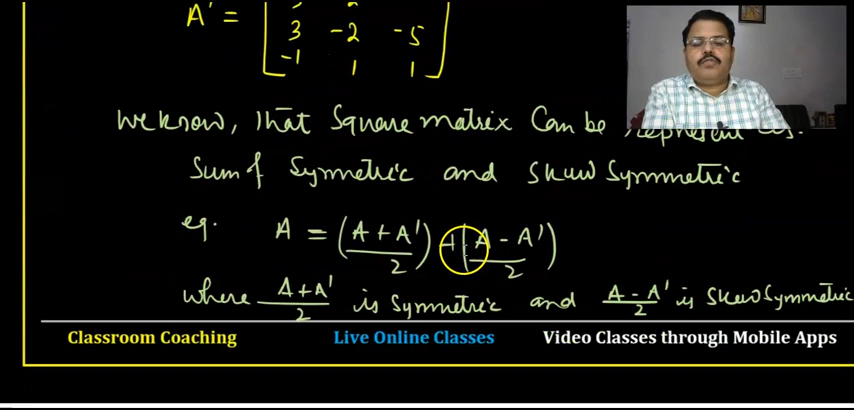 A' =
3 -2 -5
-1 1 1
We know, that Square matrix Can be represent as.
Sum of Symmetric and Skew Symmetric
eg. A = (A + A'/2) + (A - A'/2)
where A + A'/2 is Symmetric and A - A'/2 is Skew Symmetric
Classroom Coaching Live Online Classes Video Classes through Mobile Apps